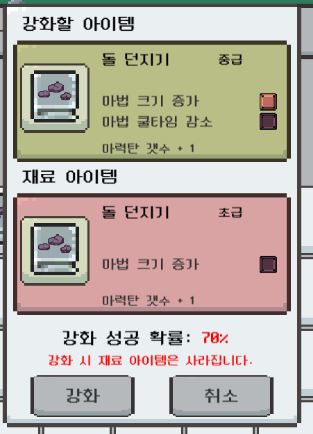 강화할 아이템
돌 던지기 중급
마법 크기 증가
마법 쿨타임 감소
마력탄 갯수 + 1
재료 아이템
돌 던지기 초급
마법 크기 증가
마력탄 갯수 + 1
강화 성공 확률: 70%
강화 시 재료 아이템은 사라집니다.
강화 취소